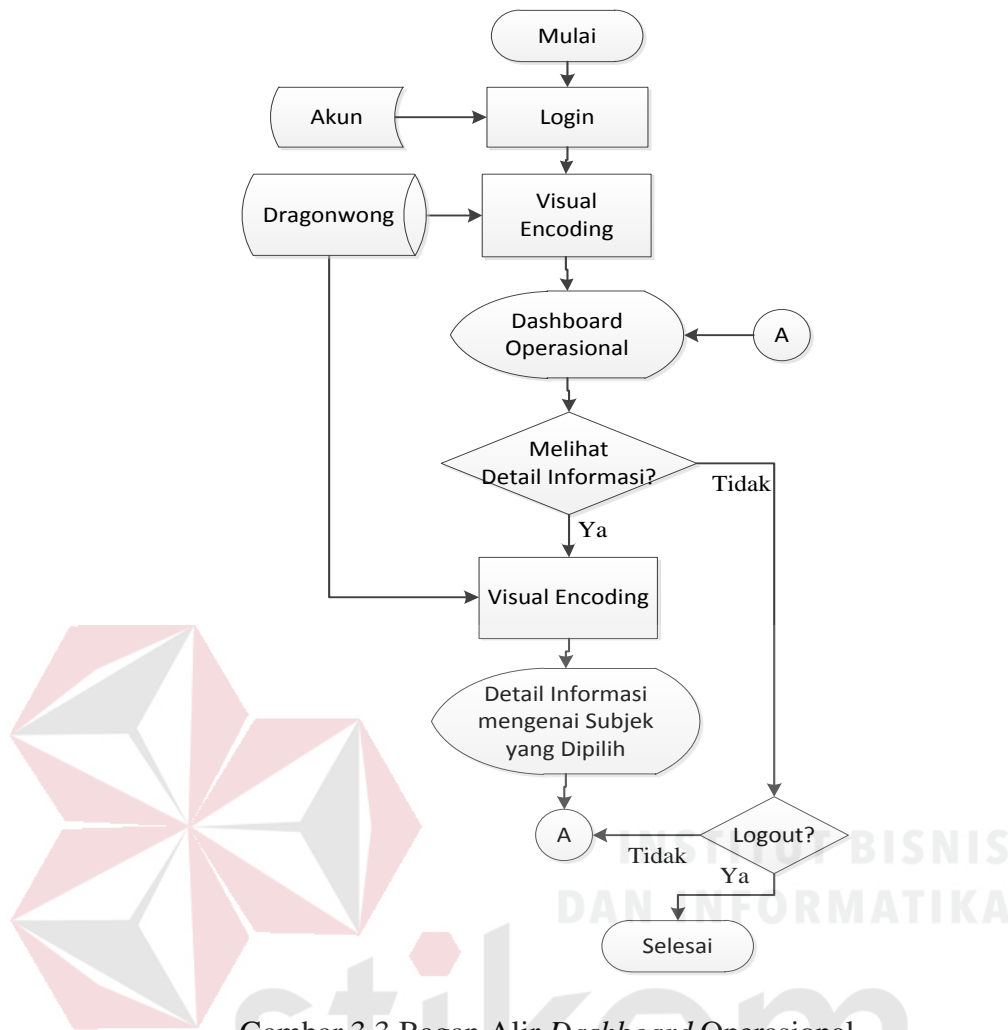 Mulai
Akun
Login
Dragonwong
Visual
Encoding
Dashboard
Operasional
A
Melihat
Detail Informasi?
Tidak
Ya
Visual Encoding
Detail Informasi
mengenai Subjek
yang Dipilih
A
Logout?
Tidak
Ya
INSTITUT BISNIS
DAN INFORMATIKA
Selesai
stikom
Gambar 3.3 Bagan Alir Dashboard Operasional